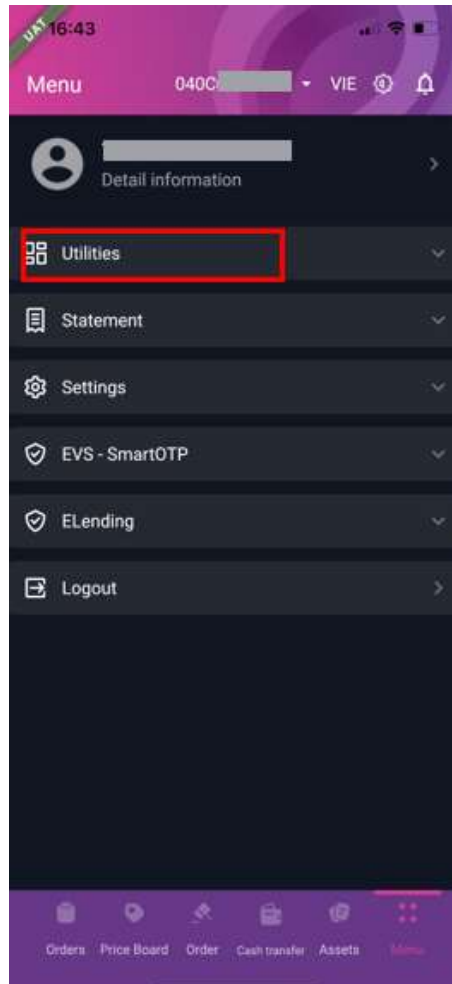 UAT
16:43
Menu 040C VIE
Detail information
Utilities
Statement
Settings
EVS - SmartOTP
ELending
Logout
Orders Price Board Order Cash transfer Assets Menu